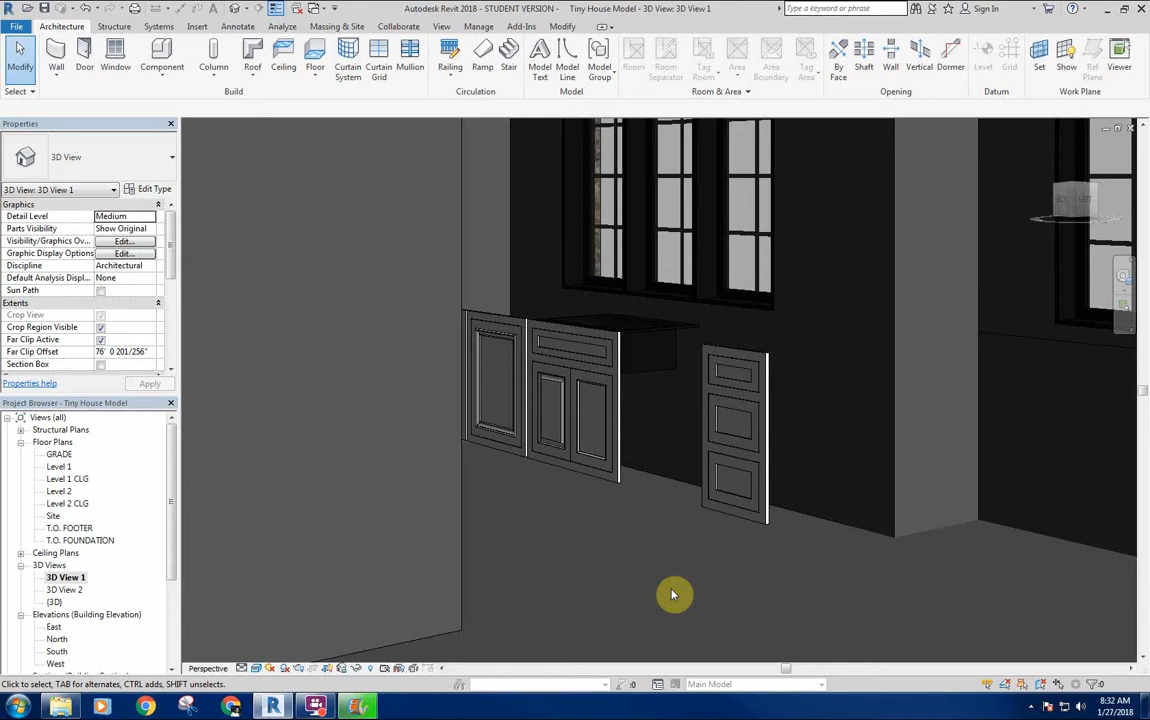 Autodesk Revit 2018 - STUDENT VERSION - Tiny House Model - 3D View: 3D View 1
Type a keyword or phrase
Sign In
File Architecture Structure Systems Insert Annotate Analyze Massing & Site Collaborate View Manage Add-Ins Modify
Modify Wall Door Window Component Column Roof Ceiling Floor Curtain System Curtain Grid Mullion Railing Ramp Stair Model Text Model Line Model Group Room Room Separator Tag Room Area Area Boundary Tag Area By Face Shaft Wall Vertical Dormer Level Grid Set Show Ref Plane Viewer
Select Build Circulation Model Room & Area Opening Datum Work Plane
Properties
3D View
3D View: 3D View 1 Edit Type
Graphics
Detail Level Medium
Parts Visibility Show Original
Visibility/Graphics Ov... Edit...
Graphic Display Options Edit...
Discipline Architectural
Default Analysis Displ... None
Sun Path
Extents
Crop View
Crop Region Visible
Far Clip Active
Far Clip Offset 76' 0 201/256"
Section Box
Properties help Apply
Project Browser - Tiny House Model
Views (all)
Structural Plans
Floor Plans
GRADE
Level 1
Level 1 CLG
Level 2
Level 2 CLG
Site
T.O. FOOTER
T.O. FOUNDATION
Ceiling Plans
3D Views
3D View 1
3D View 2
{3D}
Elevations (Building Elevation)
East
North
South
West
LEFT
Perspective
Click to select, TAB for alternates, CTRL adds, SHIFT unselects.
:0 Main Model :0
8:32 AM
1/27/2018